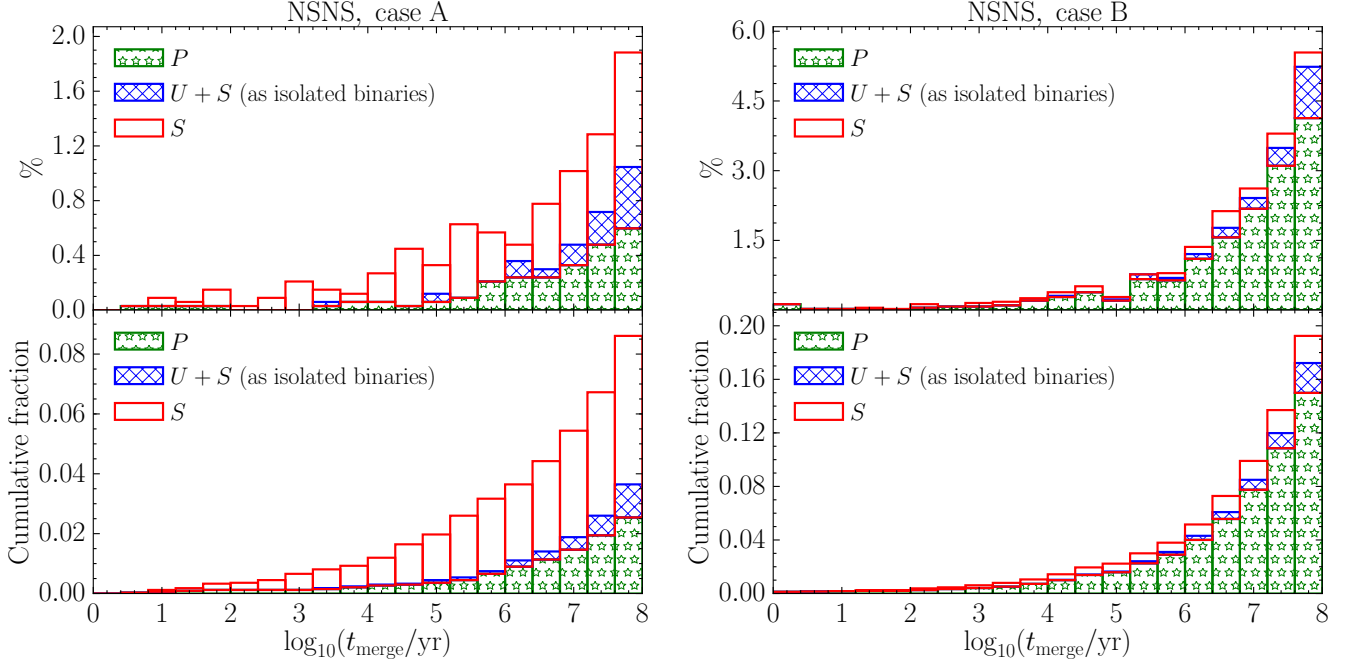 NSNS, case A
2.0
1.6
1.2
0.8
0.4
0.0
%
P
U + S (as isolated binaries)
S
NSNS, case B
6.0
4.5
3.0
1.5
%
P
U + S (as isolated binaries)
S
0.08
0.06
0.04
0.02
0.00
Cumulative fraction
P
U + S (as isolated binaries)
S
0 1 2 3 4 5 6 7 8
log₁₀(t_merge/yr)
0.20
0.16
0.12
0.08
0.04
0.00
Cumulative fraction
P
U + S (as isolated binaries)
S
0 1 2 3 4 5 6 7 8
log₁₀(t_merge/yr)